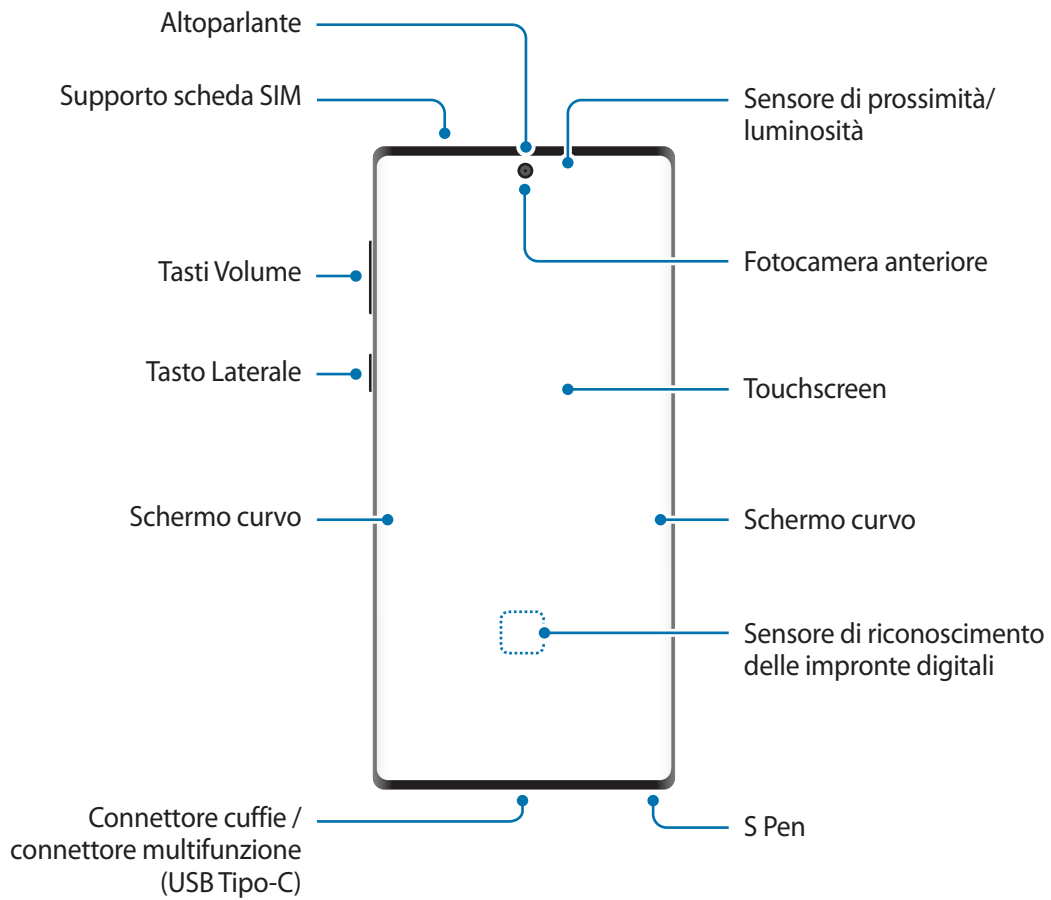 Altoparlante
Supporto scheda SIM
Sensore di prossimità/
luminosità
Tasti Volume
Fotocamera anteriore
Tasto Laterale
Touchscreen
Schermo curvo
Schermo curvo
Sensore di riconoscimento
delle impronte digitali
Connettore cuffie /
connettore multifunzione
(USB Tipo-C)
S Pen